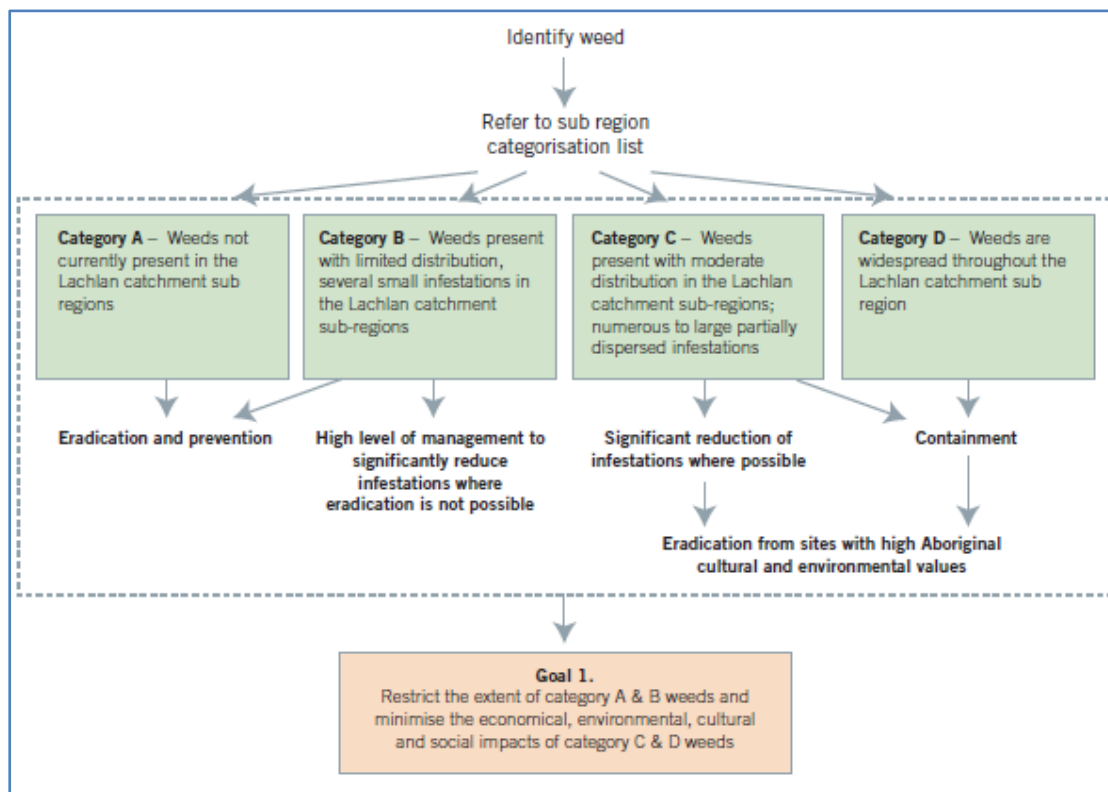 Identify weed
Refer to sub region
categorisation list
Category A – Weeds not
currently present in the
Lachlan catchment sub
regions
Category B – Weeds present
with limited distribution,
several small infestations in
the Lachlan catchment
sub-regions
Category C – Weeds
present with moderate
distribution in the Lachlan
catchment sub-regions;
numerous to large partially
dispersed infestations
Category D – Weeds are
widespread throughout the
Lachlan catchment sub
region
Eradication and prevention
High level of management to
significantly reduce
infestations where
eradication is not possible
Significant reduction of
infestations where possible
Containment
Eradication from sites with high Aboriginal
cultural and environmental values
Goal 1.
Restrict the extent of category A & B weeds and
minimise the economical, environmental, cultural
and social impacts of category C & D weeds